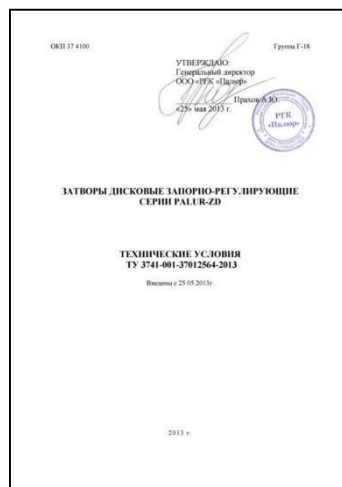 ОКП 37 4100
Группа Г-18
УТВЕРЖДАЮ:
Генеральный директор
ООО «РГК «Палюр»
Прахов А.Ю.
«25» мая 2013 г.
РГК
«Палюр»
ЗАТВОРЫ ДИСКОВЫЕ ЗАПОРНО-РЕГУЛИРУЮЩИЕ
СЕРИИ PALUR-ZD
ТЕХНИЧЕСКИЕ УСЛОВИЯ
ТУ 3741-001-37012564-2013
Введены с 25.05.2013г.
2013 г.